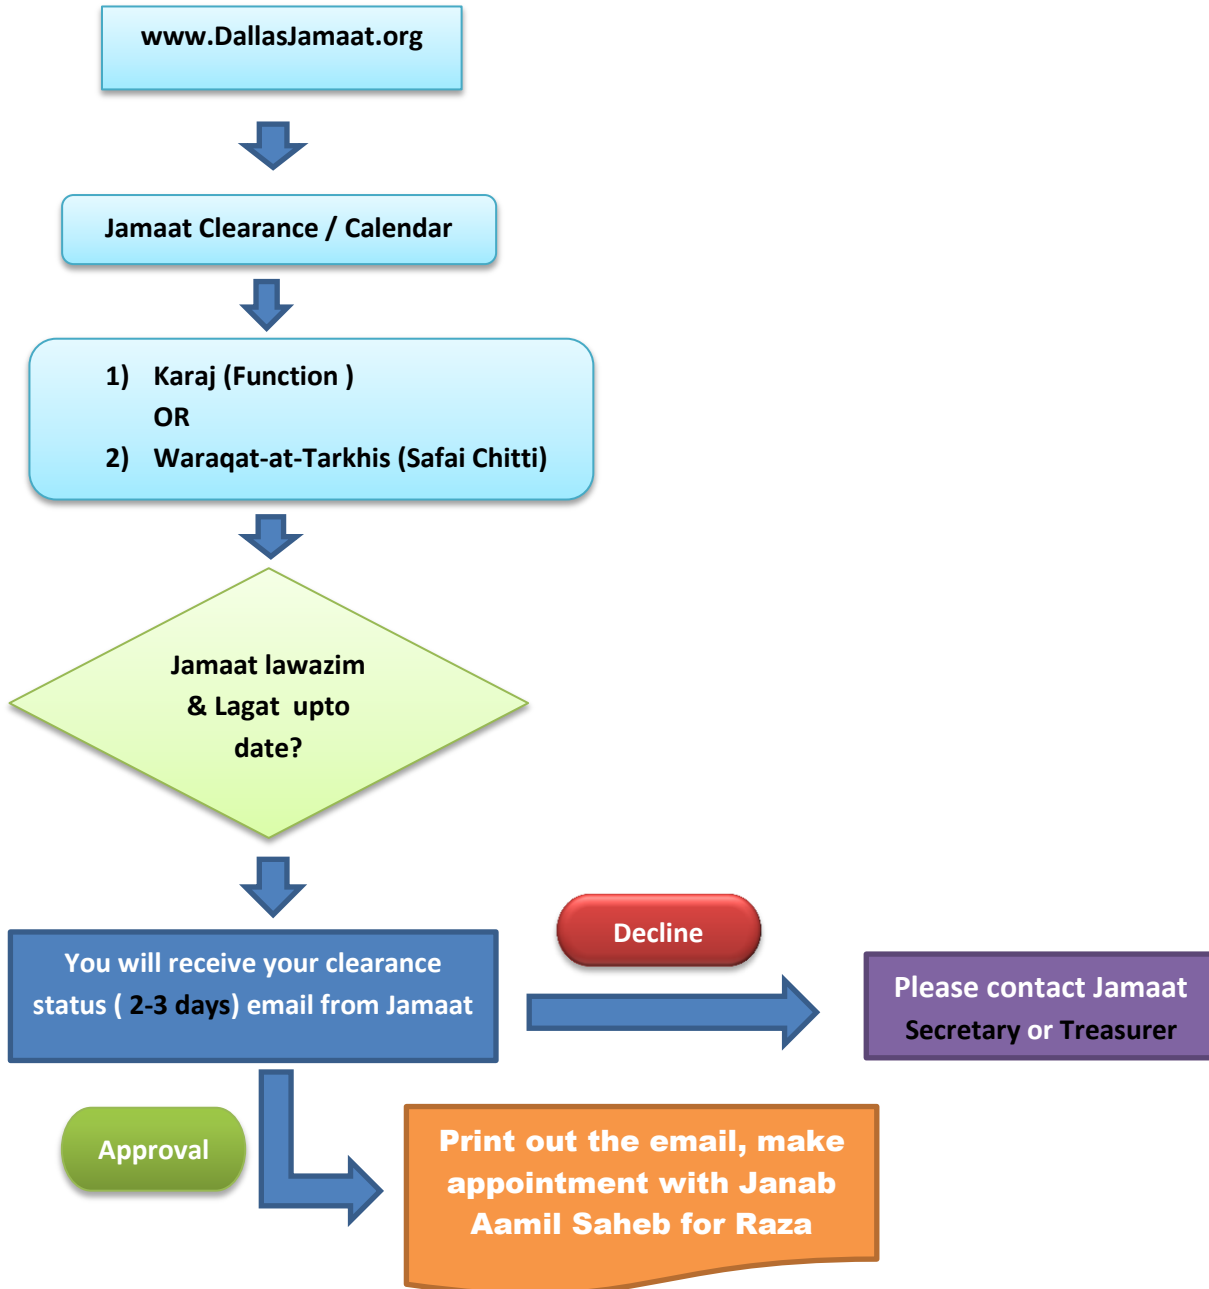 www.DallasJamaat.org
Jamaat Clearance / Calendar
1) Karaj (Function )
OR
2) Waraqat-at-Tarkhis (Safai Chitti)
Jamaat lawazim
& Lagat upto
date?
You will receive your clearance
status ( 2-3 days) email from Jamaat
Decline
Please contact Jamaat
Secretary or Treasurer
Approval
Print out the email, make
appointment with Janab
Aamil Saheb for Raza